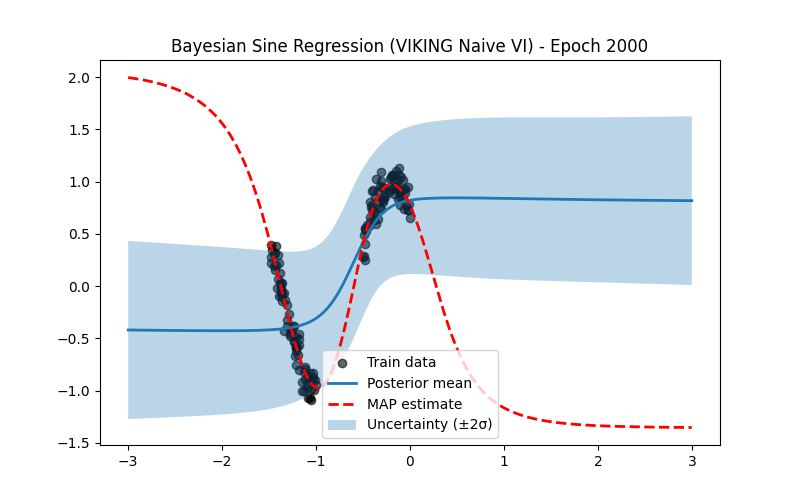 Bayesian Sine Regression (VIKING Naive VI) - Epoch 2000
2.0
1.5
1.0
0.5
0.0
−0.5
−1.0
−1.5
Train data
Posterior mean
MAP estimate
Uncertainty (±2σ)
−3 −2 −1 0 1 2 3